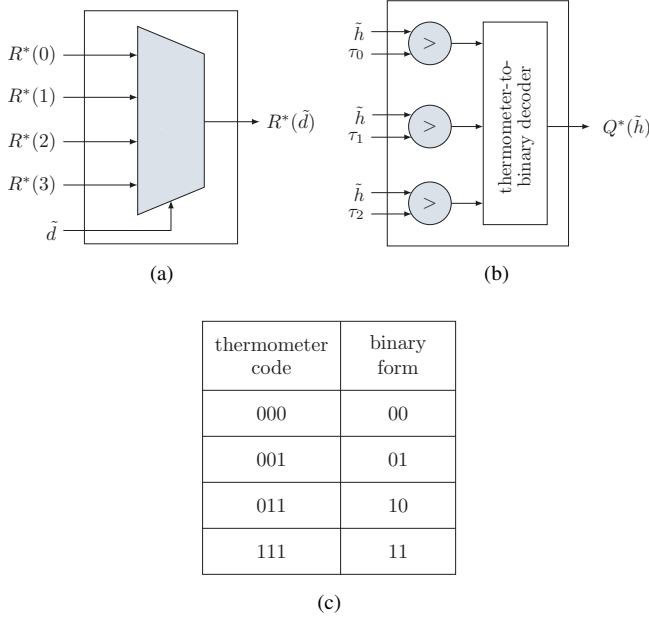 R*(0)
R*(1)
R*(2)
R*(3)
d̃
R*(d̃)
(a)
h̃
τ0
>
h̃
τ1
>
h̃
τ2
>
thermometer-to-
binary decoder
Q*(h̃)
(b)
thermometer code
binary form
000 00
001 01
011 10
111 11
(c)